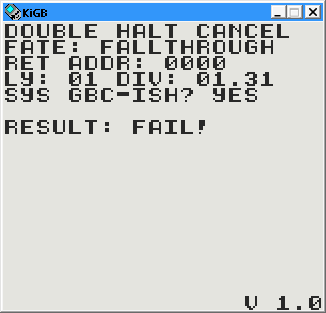 KiGB
DOUBLE HALT CANCEL
FATE: FALLTHROUGH
RET ADDR: 0000
LY: 01 DIV: 01.31
SYS GBC-ISH? YES
RESULT: FAIL!
V 1.0